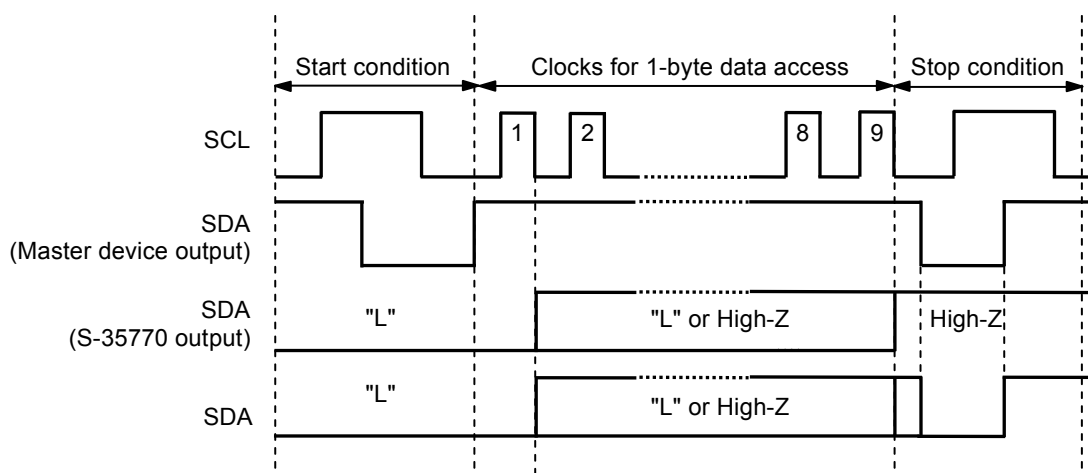 Start condition
Clocks for 1-byte data access
Stop condition
SCL
1
2
8
9
SDA
(Master device output)
SDA
(S-35770 output)
"L"
"L" or High-Z
High-Z
SDA
"L"
"L" or High-Z